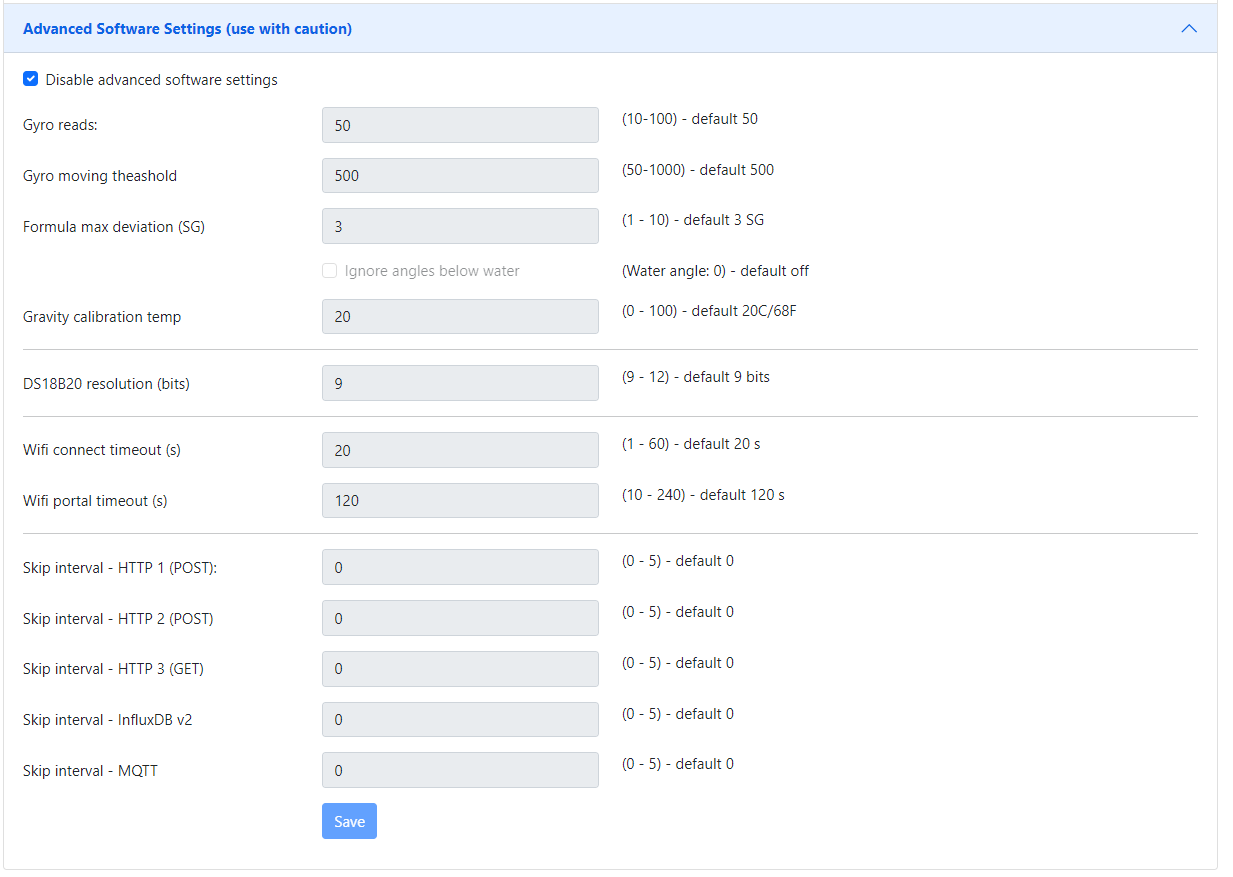 Advanced Software Settings (use with caution)
Disable advanced software settings
Gyro reads: 50 (10-100) - default 50
Gyro moving theashold 500 (50-1000) - default 500
Formula max deviation (SG) 3 (1 - 10) - default 3 SG
Ignore angles below water (Water angle: 0) - default off
Gravity calibration temp 20 (0 - 100) - default 20C/68F
DS18B20 resolution (bits) 9 (9 - 12) - default 9 bits
Wifi connect timeout (s) 20 (1 - 60) - default 20 s
Wifi portal timeout (s) 120 (10 - 240) - default 120 s
Skip interval - HTTP 1 (POST): 0 (0 - 5) - default 0
Skip interval - HTTP 2 (POST) 0 (0 - 5) - default 0
Skip interval - HTTP 3 (GET) 0 (0 - 5) - default 0
Skip interval - InfluxDB v2 0 (0 - 5) - default 0
Skip interval - MQTT 0 (0 - 5) - default 0
Save